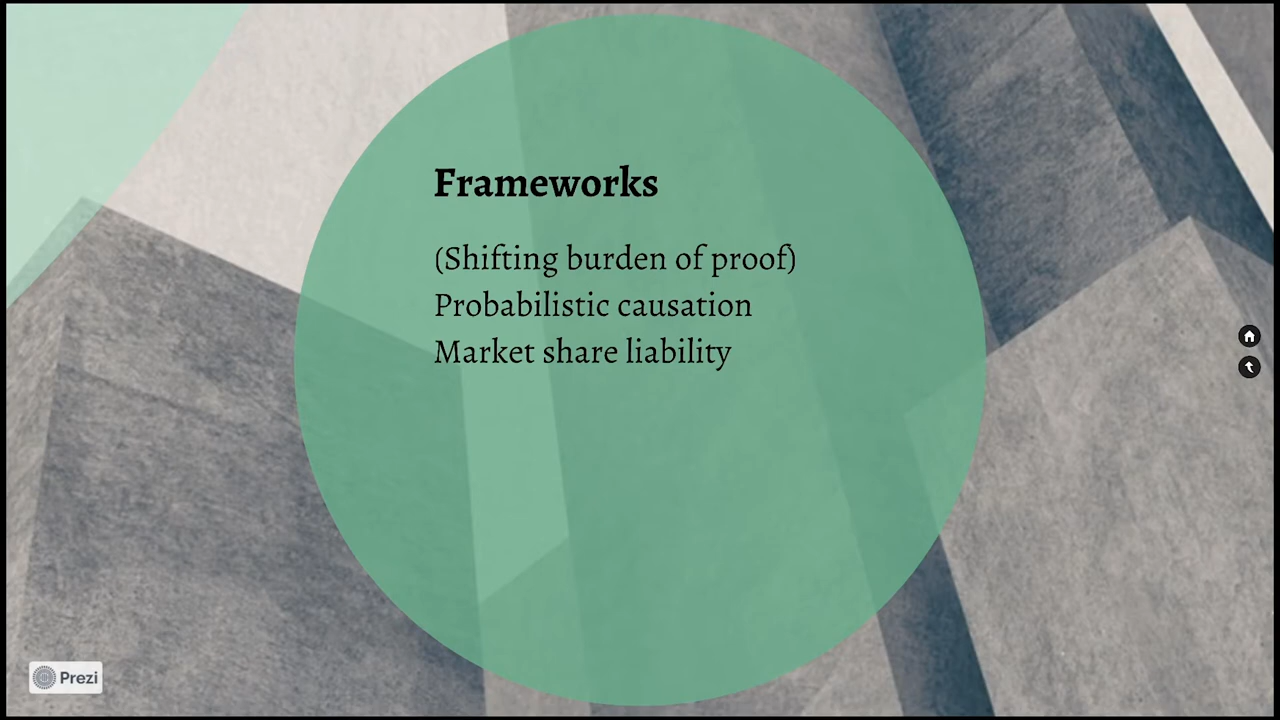 Frameworks
(Shifting burden of proof)
Probabilistic causation
Market share liability
Prezi